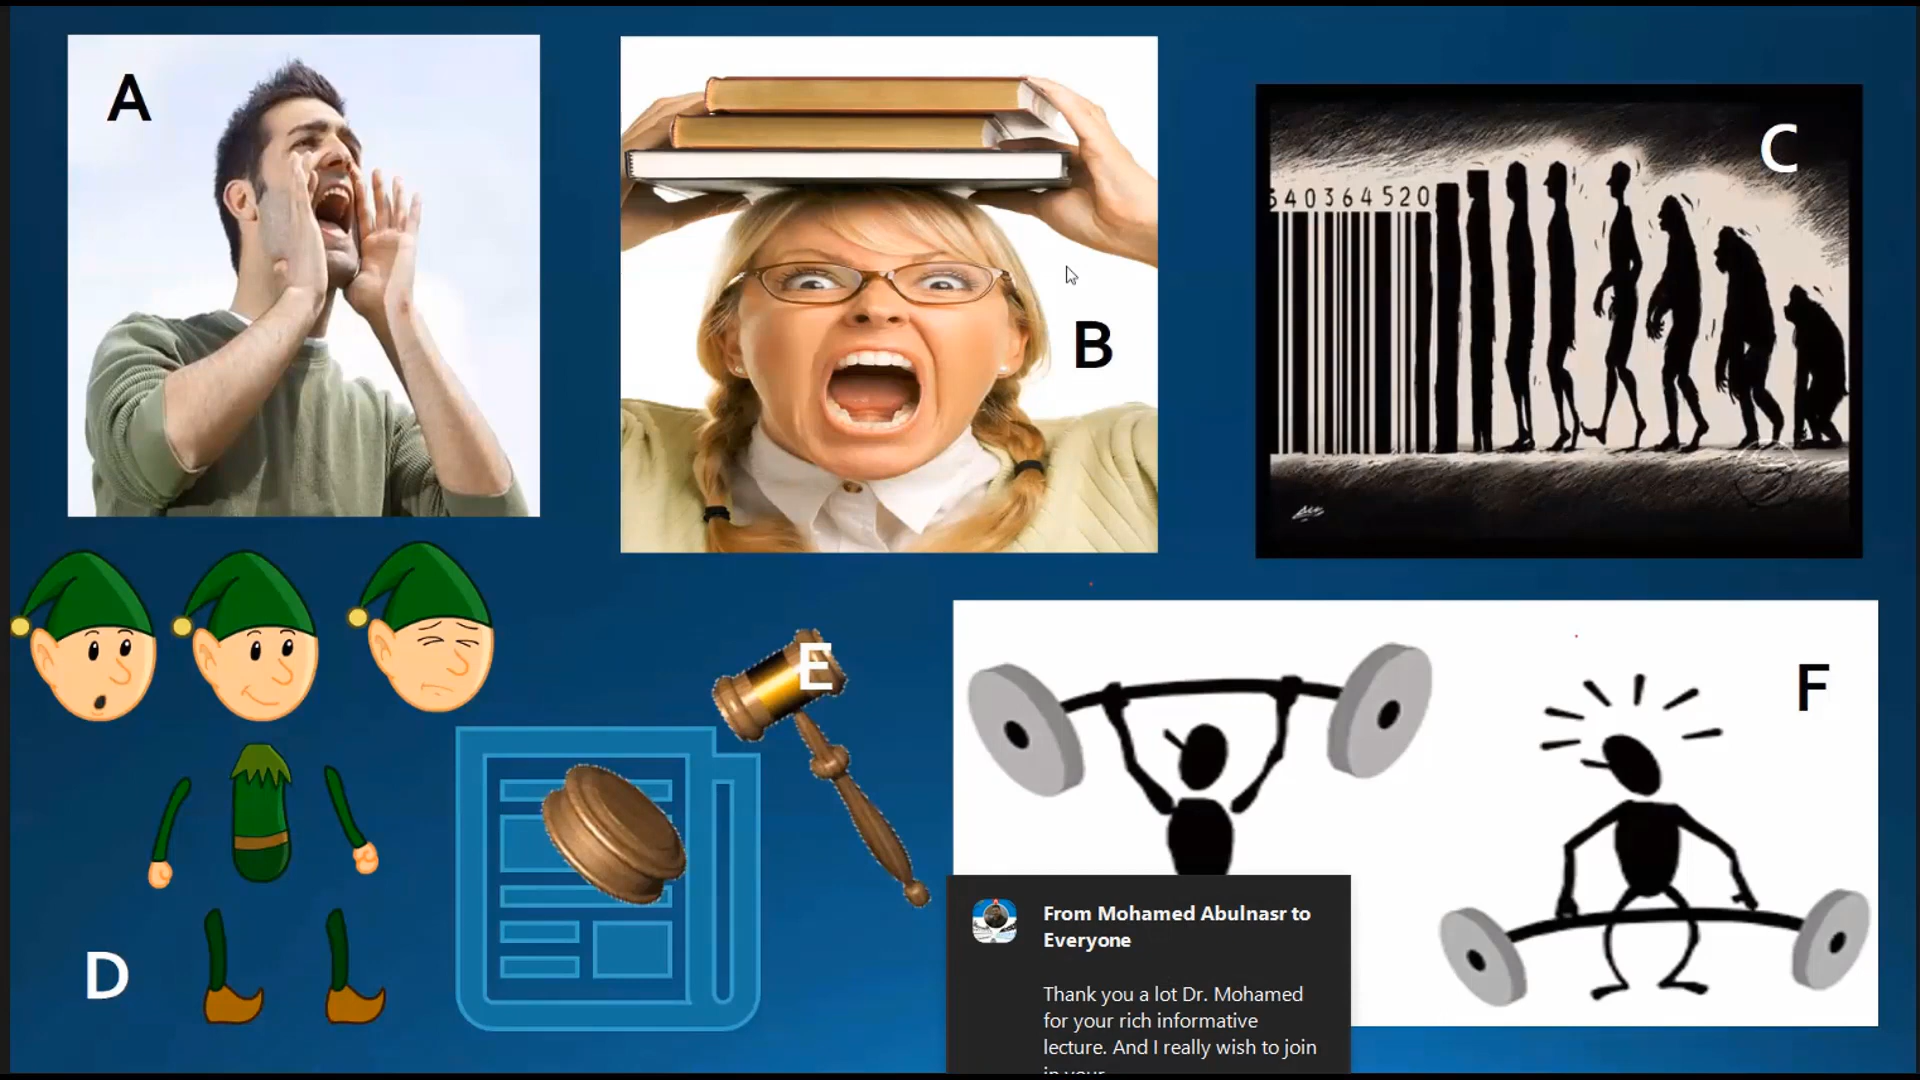 A
B
C
540364520
D
E
F
From Mohamed Abulnasr to
Everyone
Thank you a lot Dr. Mohamed
for your rich informative
lecture. And I really wish to join